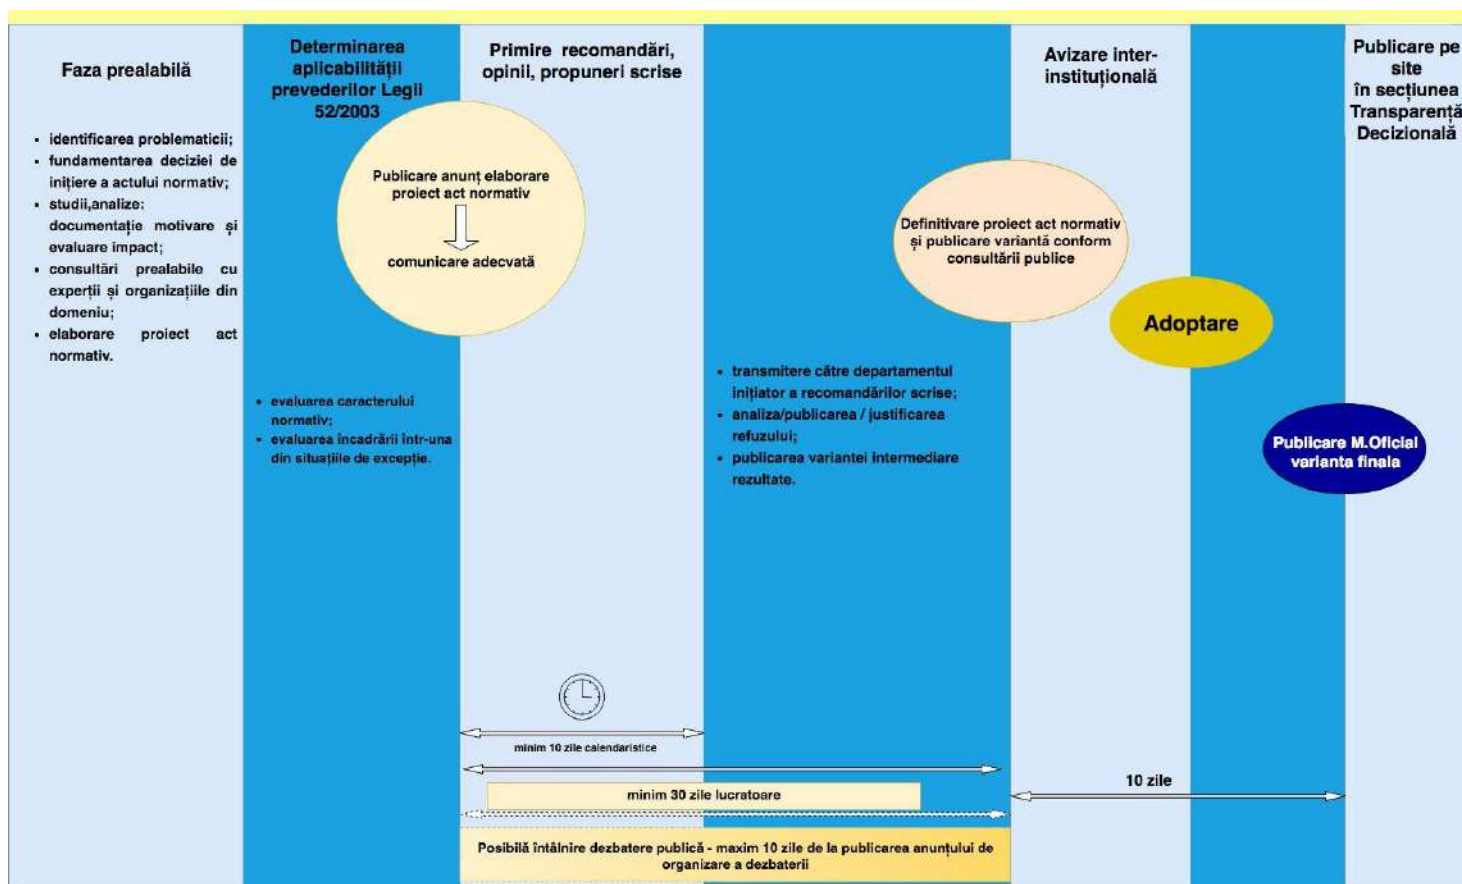 Faza prealabilă
• identificarea problematicii;
• fundamentarea deciziei de
inițiere a actului normativ;
• studii,analize:
documentație motivare și
evaluare impact;
• consultări prealabile cu
experții și organizațiile din
domeniu;
• elaborare proiect act
normativ.
Determinarea
aplicabilității
prevederilor Legii
52/2003
Publicare anunț elaborare
proiect act normativ
comunicare adecvată
• evaluarea caracterului
normativ;
• evaluarea încadrării într-una
din situațiile de excepție.
Primire recomandări,
opinii, propuneri scrise
• transmitere către departamentul
inițiator a recomandărilor scrise;
• analiza/publicarea / justificarea
refuzului;
• publicarea variantei intermediare
rezultate.
Avizare inter-
instituțională
Definitivare proiect act normativ
și publicare variantă conform
consultării publice
Adoptare
Publicare M.Oficial
varianta finala
Publicare pe
site
în secțiunea
Transparență
Decizională
minim 10 zile calendaristice
minim 30 zile lucratoare
10 zile
Posibilă întâlnire dezbatere publică - maxim 10 zile de la publicarea anunțului de
organizare a dezbaterii